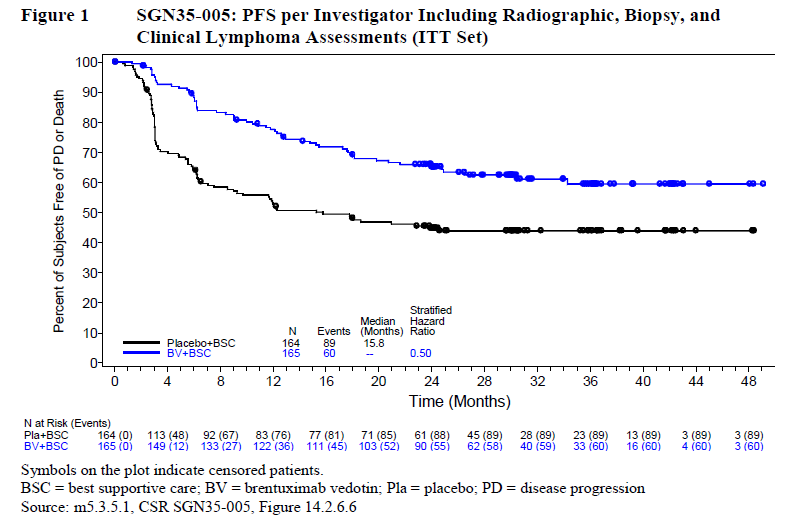 Figure 1 SGN35-005: PFS per Investigator Including Radiographic, Biopsy, and
Clinical Lymphoma Assessments (ITT Set)
Percent of Subjects Free of PD or Death
100
90
80
70
60
50
40
30
20
10
0
N Events Median (Months) Stratified Hazard Ratio
Placebo+BSC 164 89 15.8
BV+BSC 165 60 -- 0.50
0 4 8 12 16 20 24 28 32 36 40 44 48
Time (Months)
N at Risk (Events)
Pla+BSC 164 (0) 113 (48) 92 (67) 83 (76) 77 (81) 71 (85) 61 (88) 45 (89) 28 (89) 23 (89) 13 (89) 3 (89) 3 (89)
BV+BSC 165 (0) 149 (12) 133 (27) 122 (36) 111 (45) 103 (52) 90 (55) 62 (58) 40 (59) 33 (60) 16 (60) 4 (60) 3 (60)
Symbols on the plot indicate censored patients.
BSC = best supportive care; BV = brentuximab vedotin; Pla = placebo; PD = disease progression
Source: m5.3.5.1, CSR SGN35-005, Figure 14.2.6.6